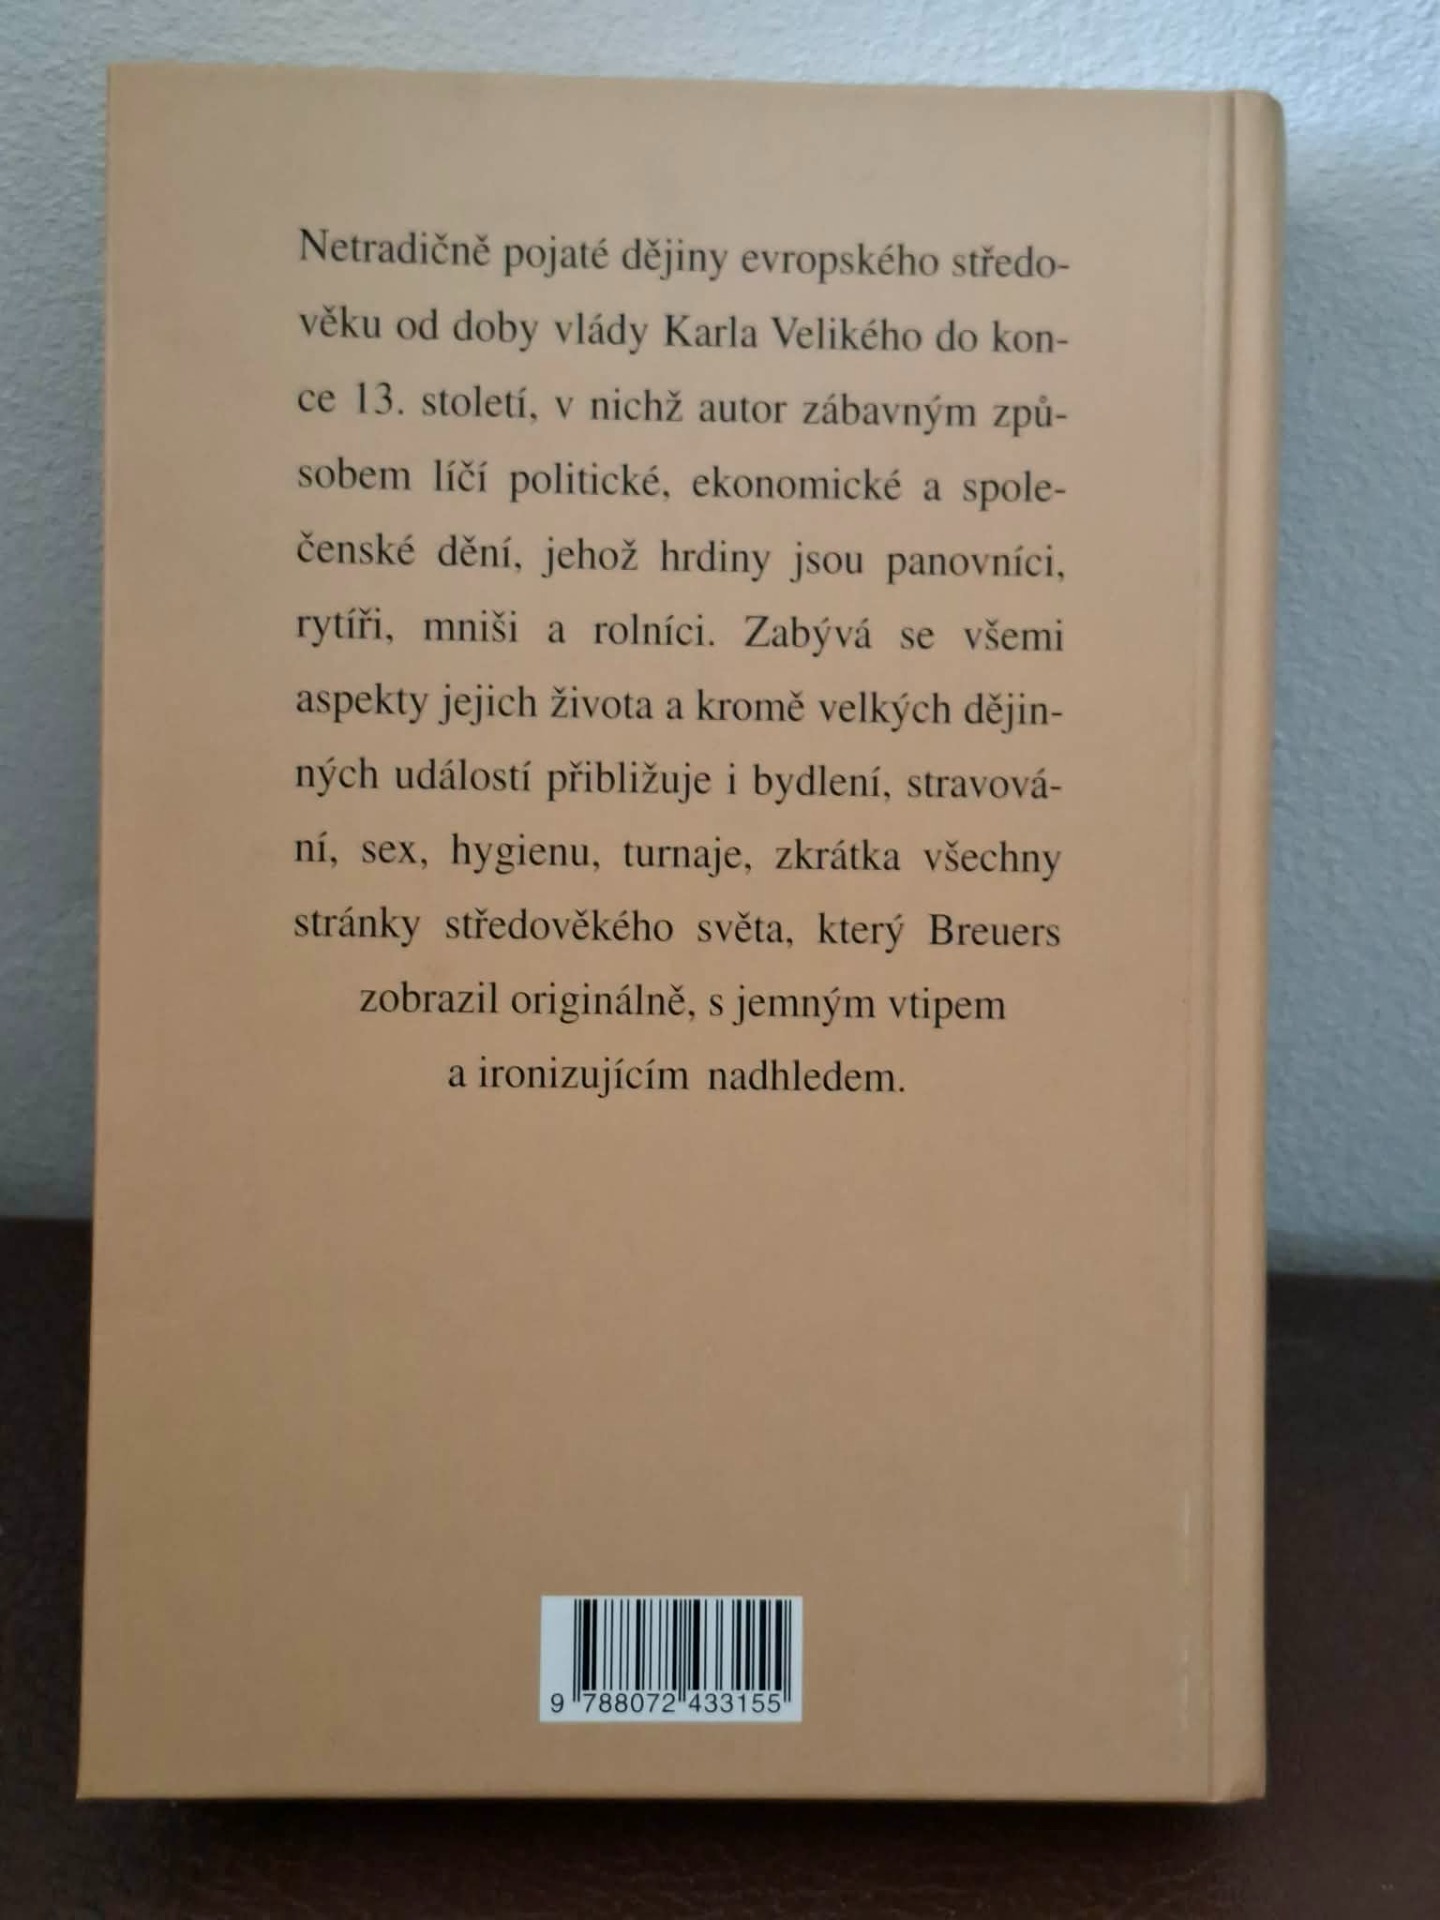 Netradičně pojaté dějiny evropského středo-
věku od doby vlády Karla Velikého do kon-
ce 13. století, v nichž autor zábavným způ-
sobem líčí politické, ekonomické a spole-
čenské dění, jehož hrdiny jsou panovníci,
rytíři, mniši a rolníci. Zabývá se všemi
aspekty jejich života a kromě velkých dějin-
ných událostí přibližuje i bydlení, stravová-
ní, sex, hygienu, turnaje, zkrátka všechny
stránky středověkého světa, který Breuers
zobrazil originálně, s jemným vtipem
a ironizujícím nadhledem.
9 788072 433155